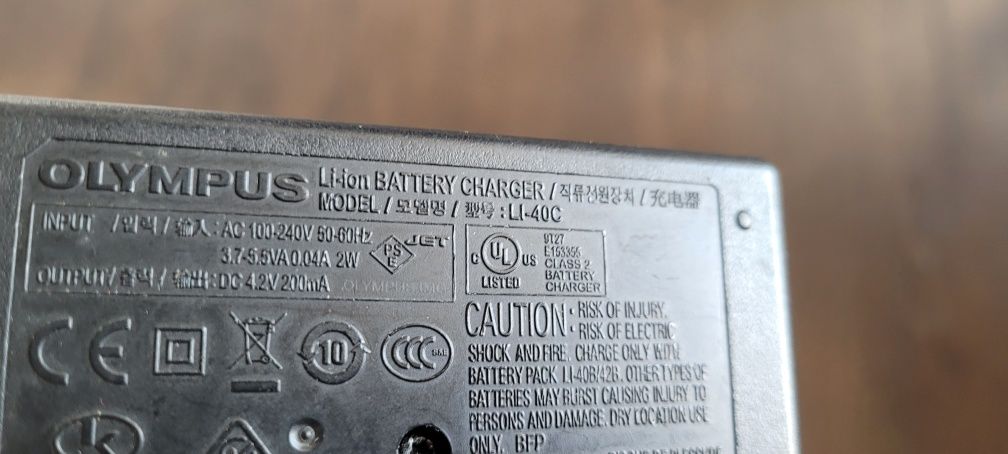 OLYMPUS Li-ion BATTERY CHARGER / 직류전원장치 / 充电器
MODEL / 모델명 / 型号 : LI-40C
INPUT / 입력 / 输入 : AC 100-240V 50-60Hz
3.7-5.5VA 0.04A 2W
OUTPUT / 출력 / 输出 : DC 4.2V 200mA
PS E
JET
C UL US
LISTED
9T27
E153355
CLASS 2
BATTERY
CHARGER
CE
10
CCC S&E
K
CAUTION : • RISK OF INJURY.
• RISK OF ELECTRIC
SHOCK AND FIRE. CHARGE ONLY WITH
BATTERY PACK LI-40B/42B. OTHER TYPES OF
BATTERIES MAY BURST CAUSING INJURY TO
PERSONS AND DAMAGE. DRY LOCATION USE
ONLY. BFP